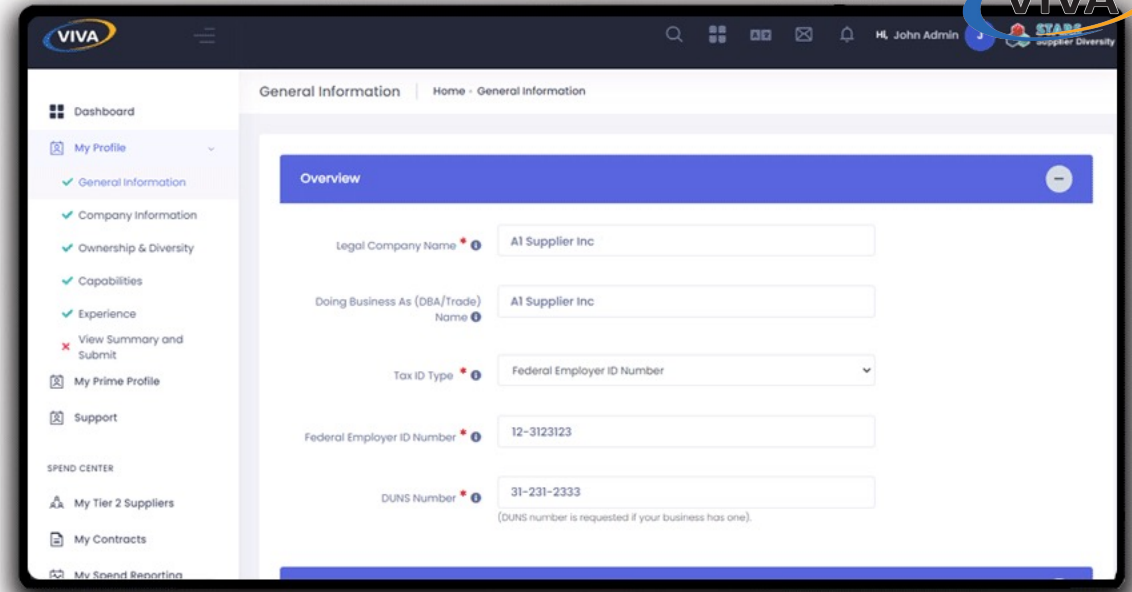 VIVA
VIVA
Hi, John Admin
J
STARS
Supplier Diversity
General Information
Home - General Information
Dashboard
My Profile
General Information
Company Information
Ownership & Diversity
Capabilities
Experience
View Summary and
Submit
My Prime Profile
Support
SPEND CENTER
My Tier 2 Suppliers
My Contracts
My Spend Reporting
Overview
Legal Company Name *
A1 Supplier Inc
Doing Business As (DBA/Trade)
Name
A1 Supplier Inc
Tax ID Type *
Federal Employer ID Number
Federal Employer ID Number *
12-3123123
DUNS Number *
31-231-2333
(DUNS number is requested if your business has one).